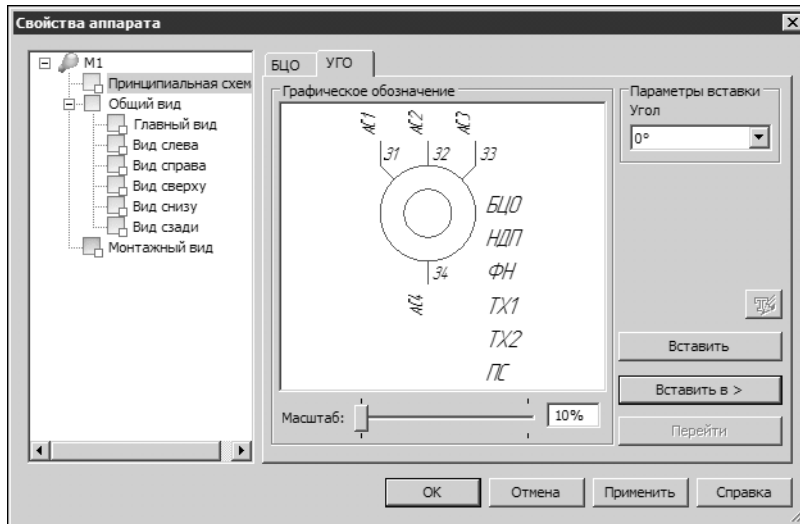 Свойства аппарата
М1
Принципиальная схем
Общий вид
Главный вид
Вид слева
Вид справа
Вид сверху
Вид снизу
Вид сзади
Монтажный вид
БЦО
УГО
Графическое обозначение
АС1
АС2
АС3
31
32
33
34
АС4
БЦО
НДП
ФН
ТХ1
ТХ2
ПС
Масштаб:
10%
Параметры вставки
Угол
0°
Вставить
Вставить в >
Перейти
ОК
Отмена
Применить
Справка